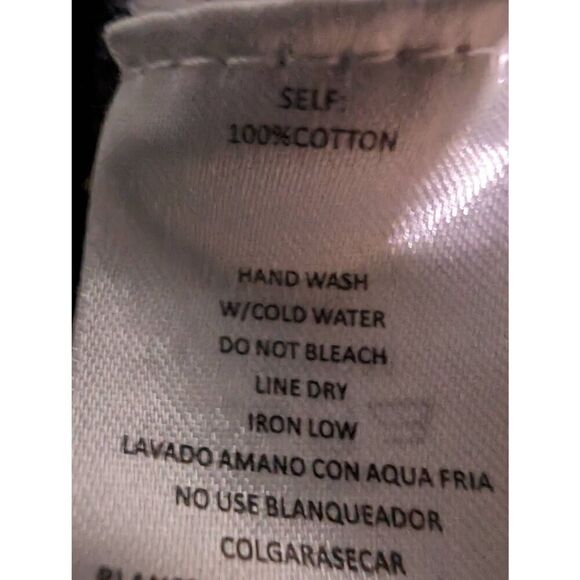 SELF:
100%COTTON
HAND WASH
W/COLD WATER
DO NOT BLEACH
LINE DRY
IRON LOW
LAVADO AMANO CON AQUA FRIA
NO USE BLANQUEADOR
COLGARASECAR